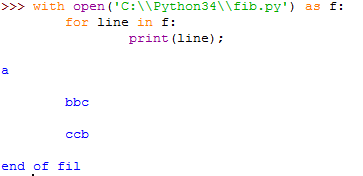 >>> with open('C:\\Python34\\fib.py') as f:
        for line in f:
                print(line);
a
        bbc
        ccb
end of fil